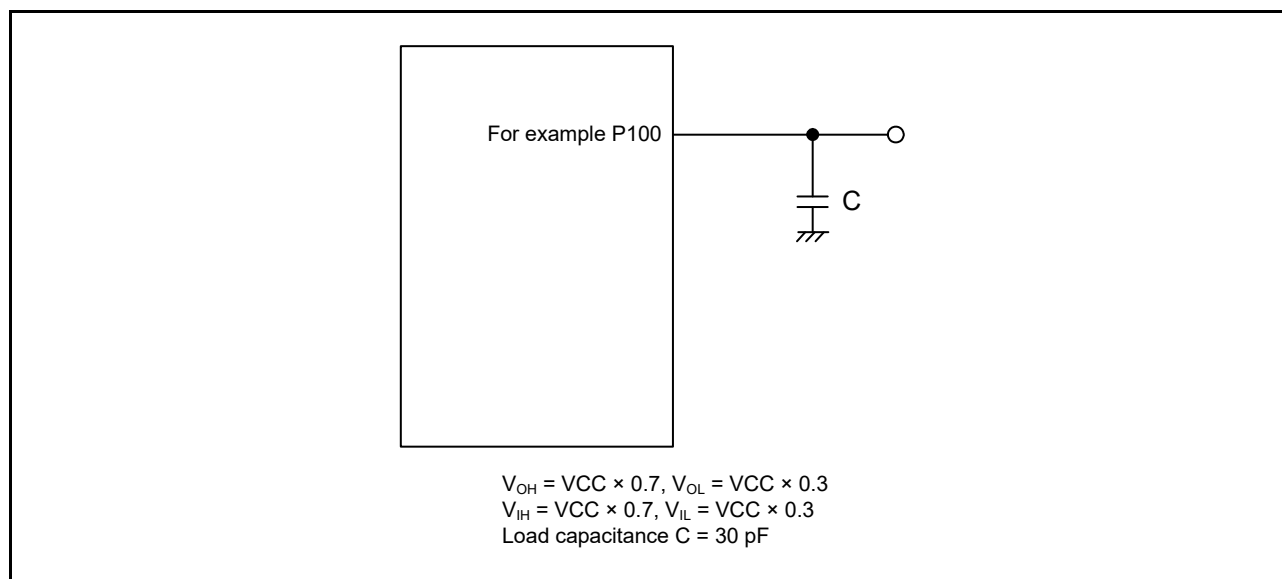 For example P100
C
V_OH = VCC × 0.7, V_OL = VCC × 0.3
V_IH = VCC × 0.7, V_IL = VCC × 0.3
Load capacitance C = 30 pF